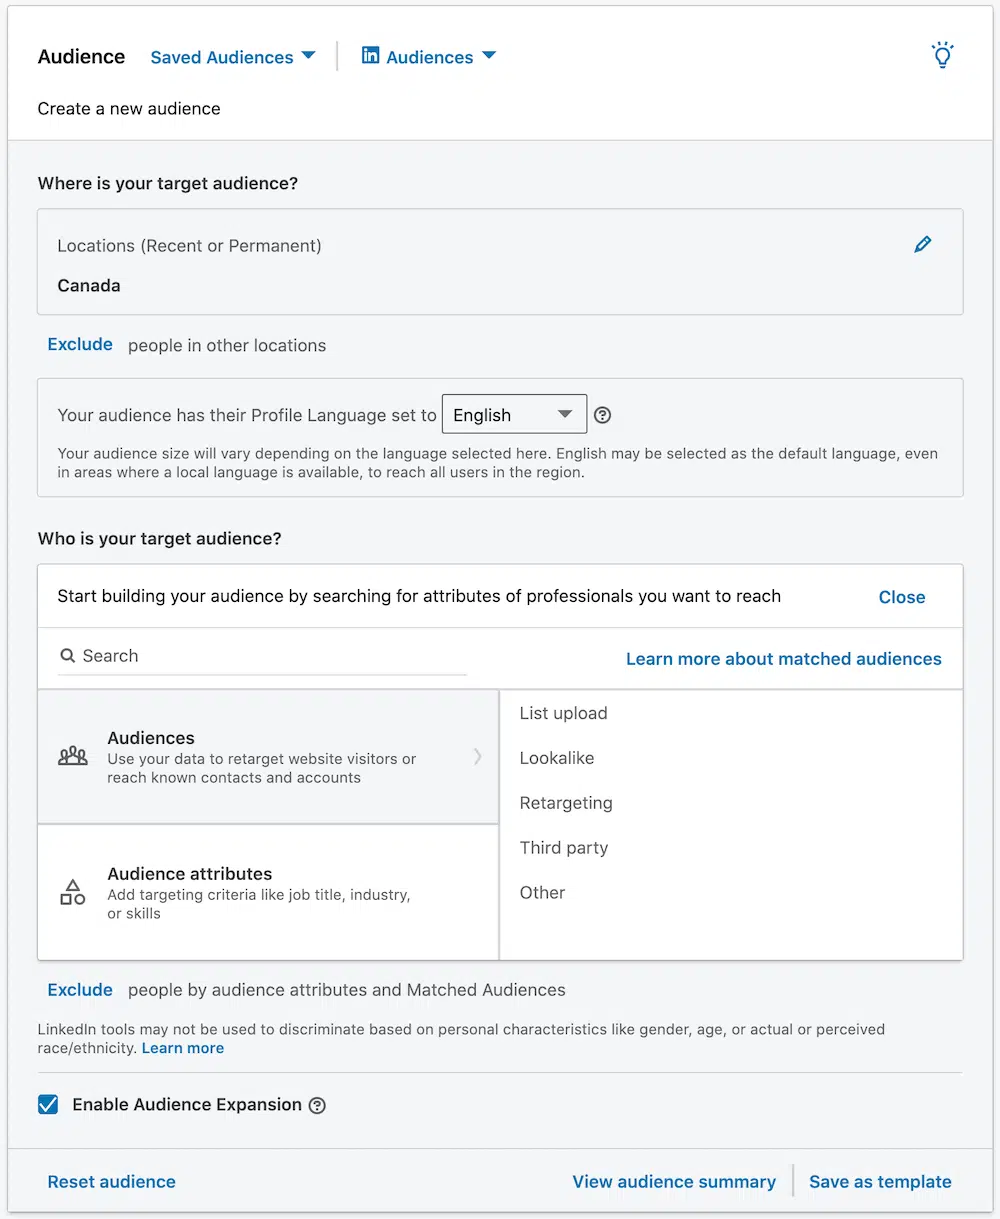 Audience Saved Audiences in Audiences
Create a new audience
Where is your target audience?
Locations (Recent or Permanent)
Canada
Exclude people in other locations
Your audience has their Profile Language set to English ?
Your audience size will vary depending on the language selected here. English may be selected as the default language, even
in areas where a local language is available, to reach all users in the region.
Who is your target audience?
Start building your audience by searching for attributes of professionals you want to reach Close
Search Learn more about matched audiences
Audiences
Use your data to retarget website visitors or
reach known contacts and accounts
Audience attributes
Add targeting criteria like job title, industry,
or skills
List upload
Lookalike
Retargeting
Third party
Other
Exclude people by audience attributes and Matched Audiences
LinkedIn tools may not be used to discriminate based on personal characteristics like gender, age, or actual or perceived
race/ethnicity. Learn more
Enable Audience Expansion ?
Reset audience View audience summary Save as template